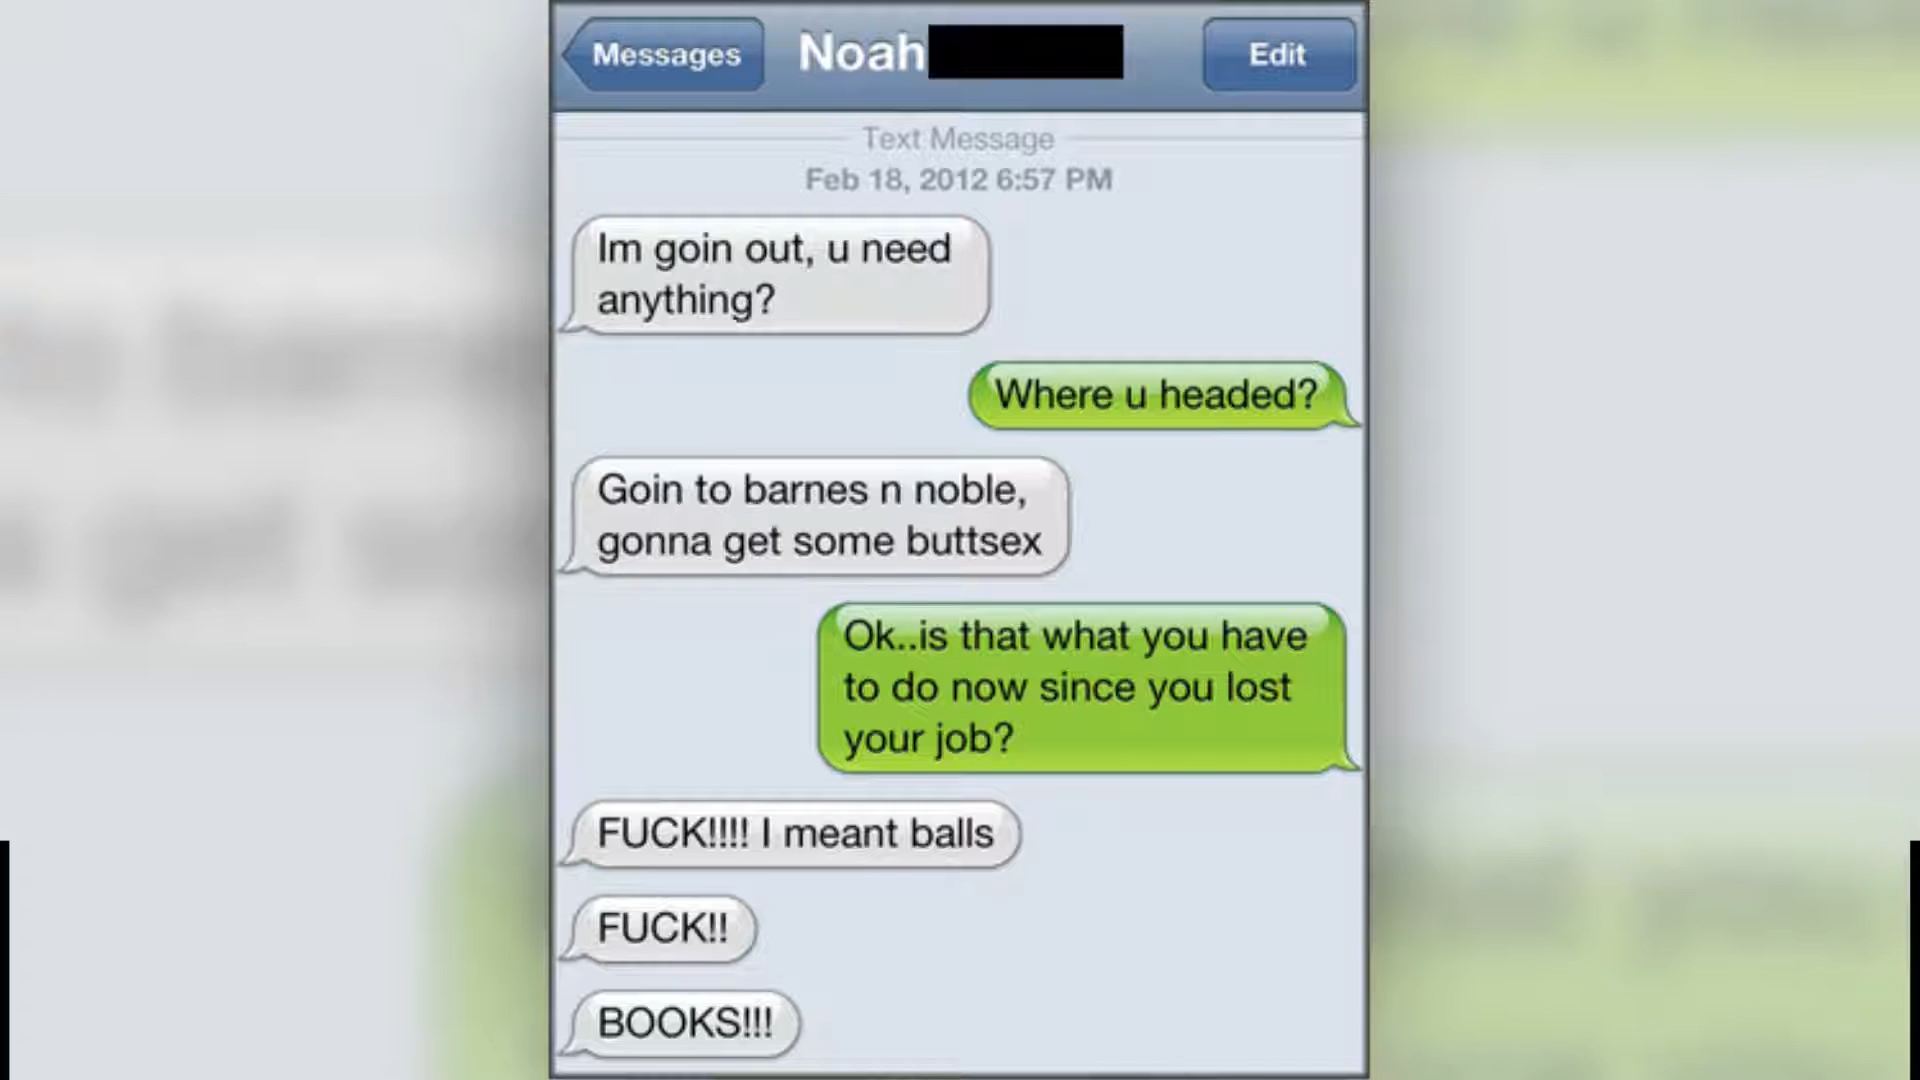 Messages
Noah
Edit
Text Message
Feb 18, 2012 6:57 PM
Im goin out, u need
anything?
Where u headed?
Goin to barnes n noble,
gonna get some buttsex
Ok..is that what you have
to do now since you lost
your job?
FUCK!!!! I meant balls
FUCK!!
BOOKS!!!